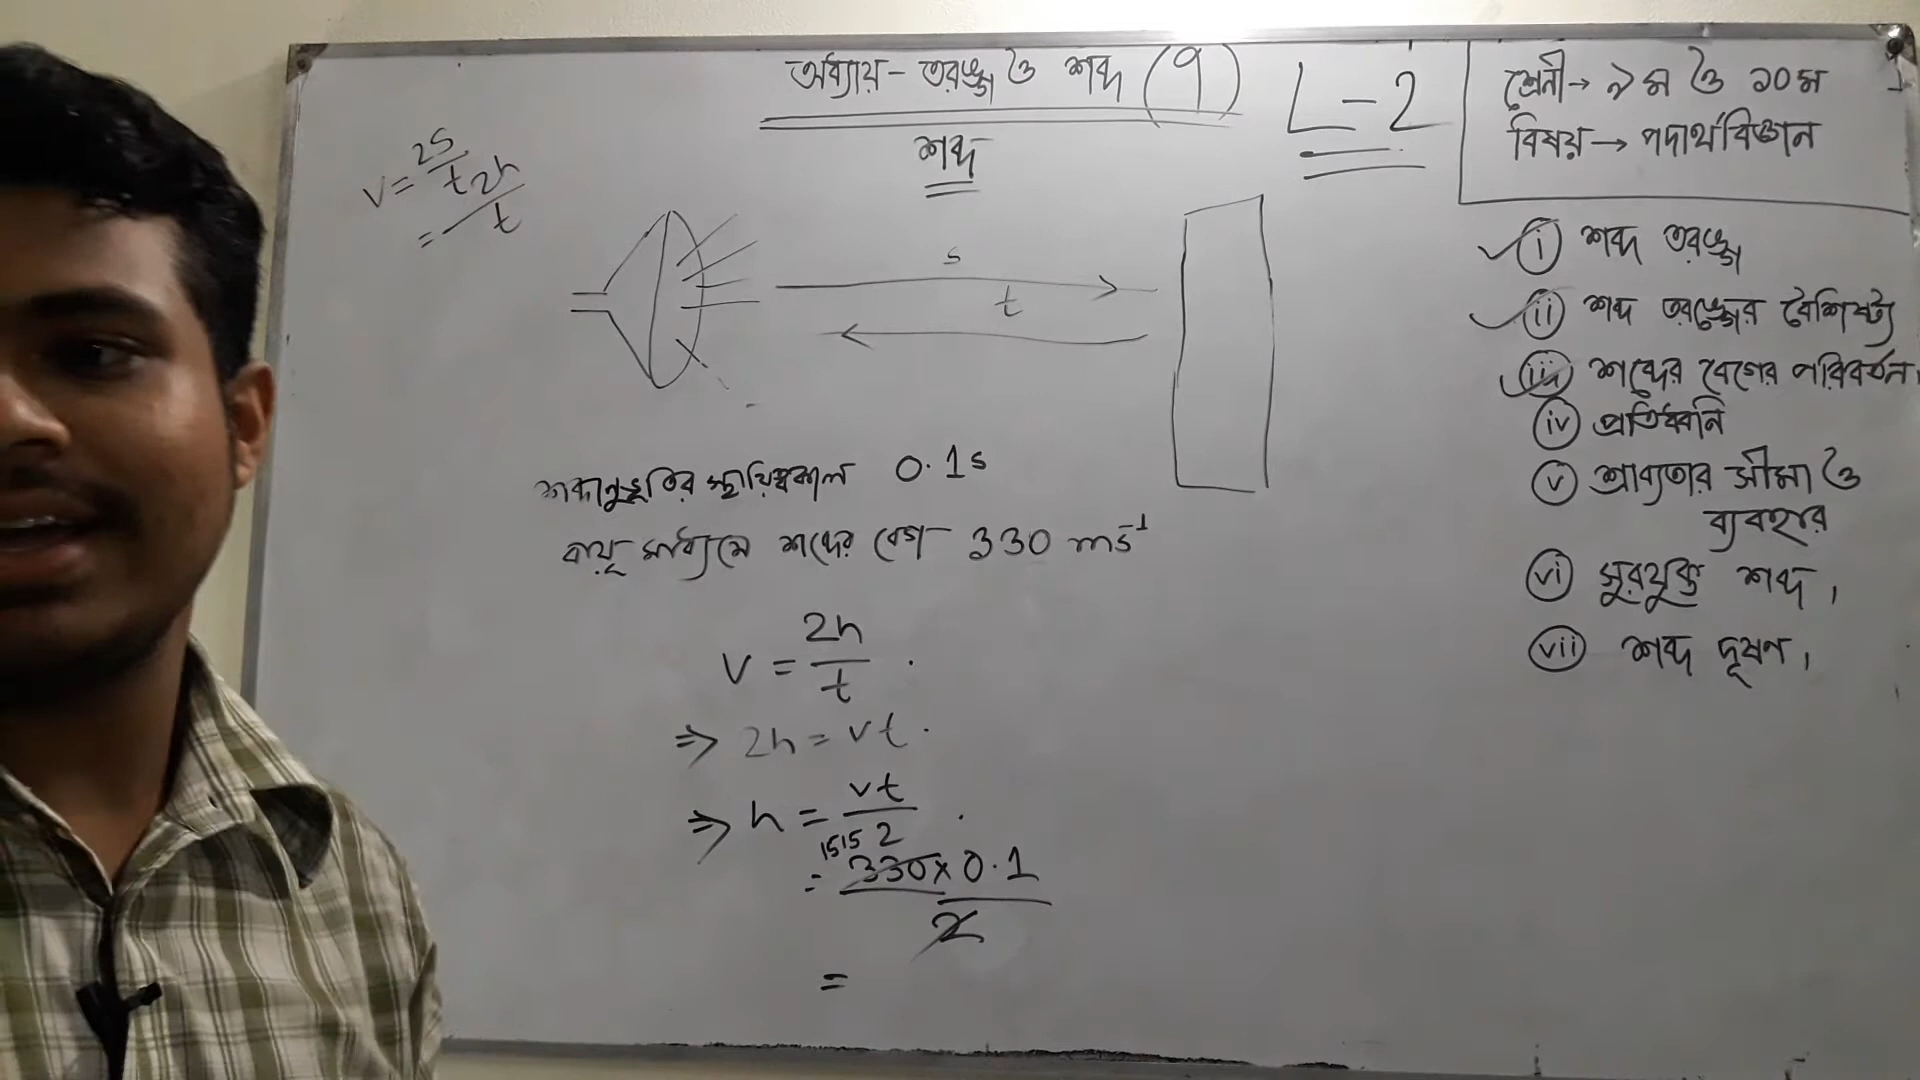 অধ্যায় - তরঙ্গ ও শব্দ (৭)
L - 2
শ্রেনী → ৯ম ও ১০ম
বিষয় → পদার্থবিজ্ঞান
শব্দ
v = 2s/t
= 2h/t
s
t
i শব্দ তরঙ্গ
ii শব্দ তরঙ্গের বৈশিষ্ট্য
iii শব্দের বেগের পরিবর্তন।
iv প্রতিধ্বনি
v শ্রাব্যতার সীমা ও
ব্যবহার
vi সুরযুক্ত শব্দ।
vii শব্দ দূষন।
শব্দানুভূতির স্থায়িত্বকাল 0.1s
বায়ু মাধ্যমে শব্দের বেগ 330 ms⁻¹
v = 2h/t .
⇒ 2h = vt .
⇒ h = vt/2 .
1515
= 330 x 0.1 / 2
=